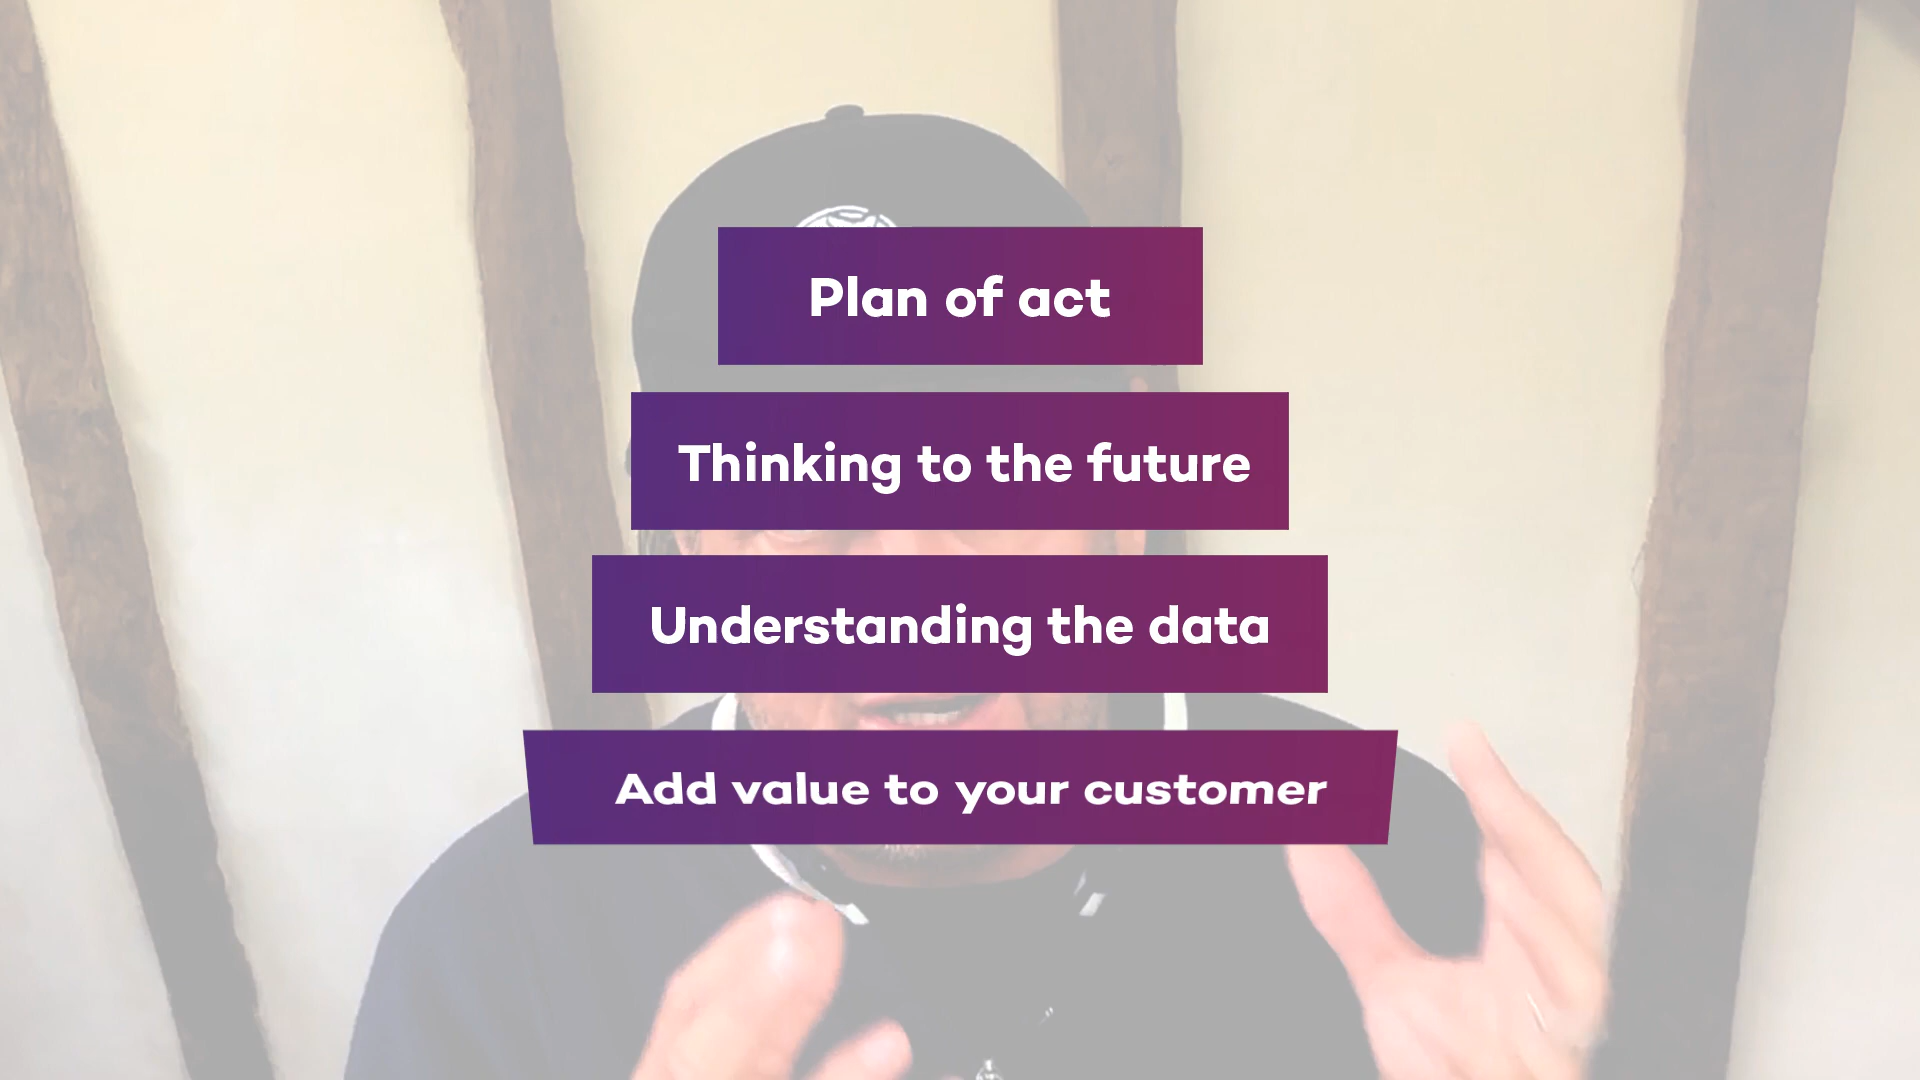 Plan of act
Thinking to the future
Understanding the data
Add value to your customer